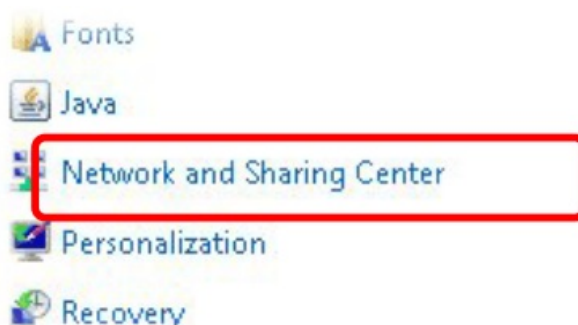 Fonts
Java
Network and Sharing Center
Personalization
Recovery